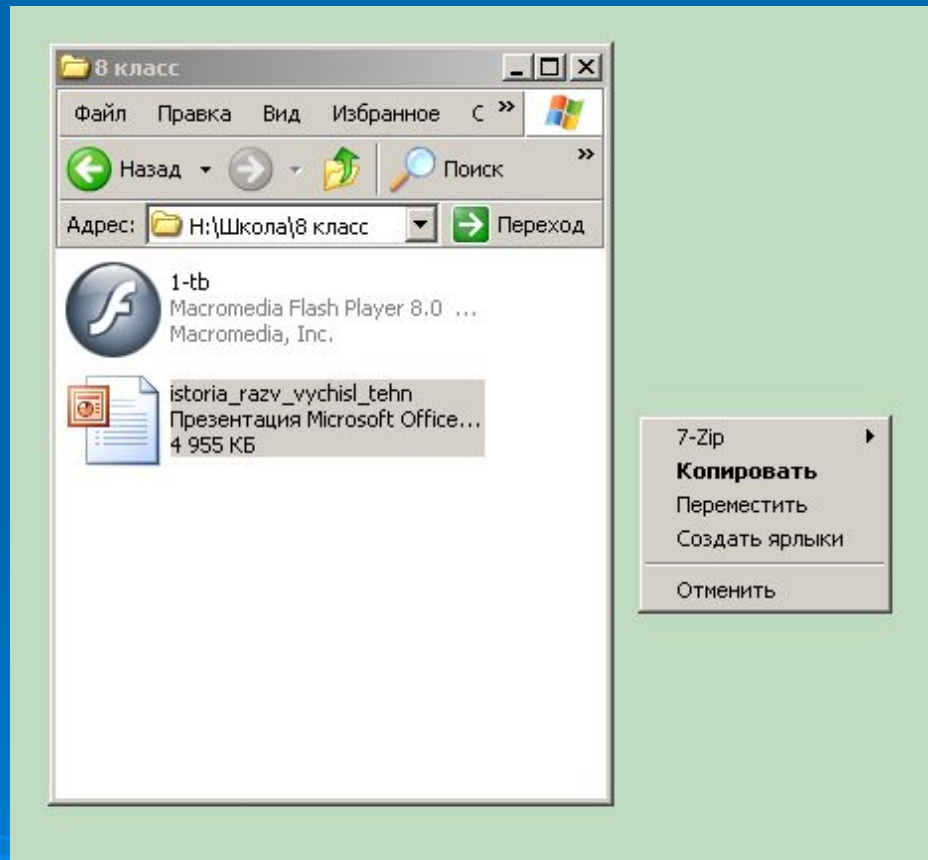 8 класс
Файл Правка Вид Избранное С »
Назад Поиск »
Адрес: H:\Школа\8 класс Переход
1-tb
Macromedia Flash Player 8.0 ...
Macromedia, Inc.
istoria_razv_vychisl_tehn
Презентация Microsoft Office...
4 955 КБ
7-Zip
Копировать
Переместить
Создать ярлыки
Отменить